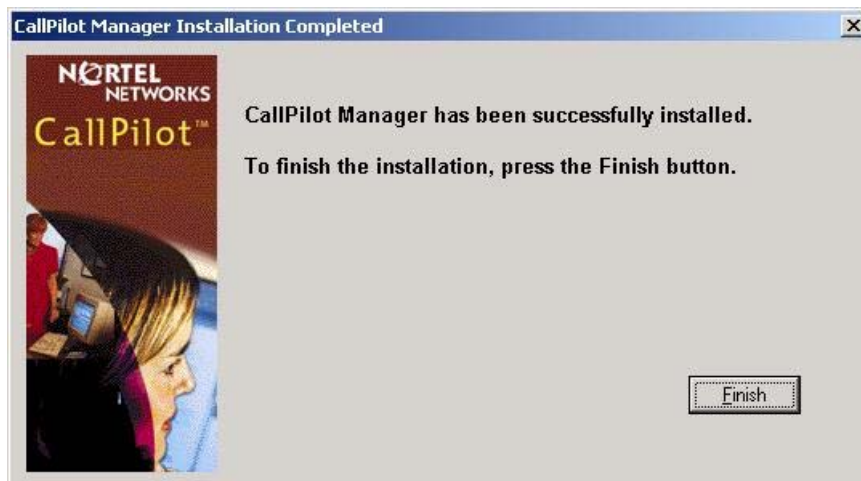 CallPilot Manager Installation Completed
NORTEL
NETWORKS
CallPilot™
CallPilot Manager has been successfully installed.
To finish the installation, press the Finish button.
Finish